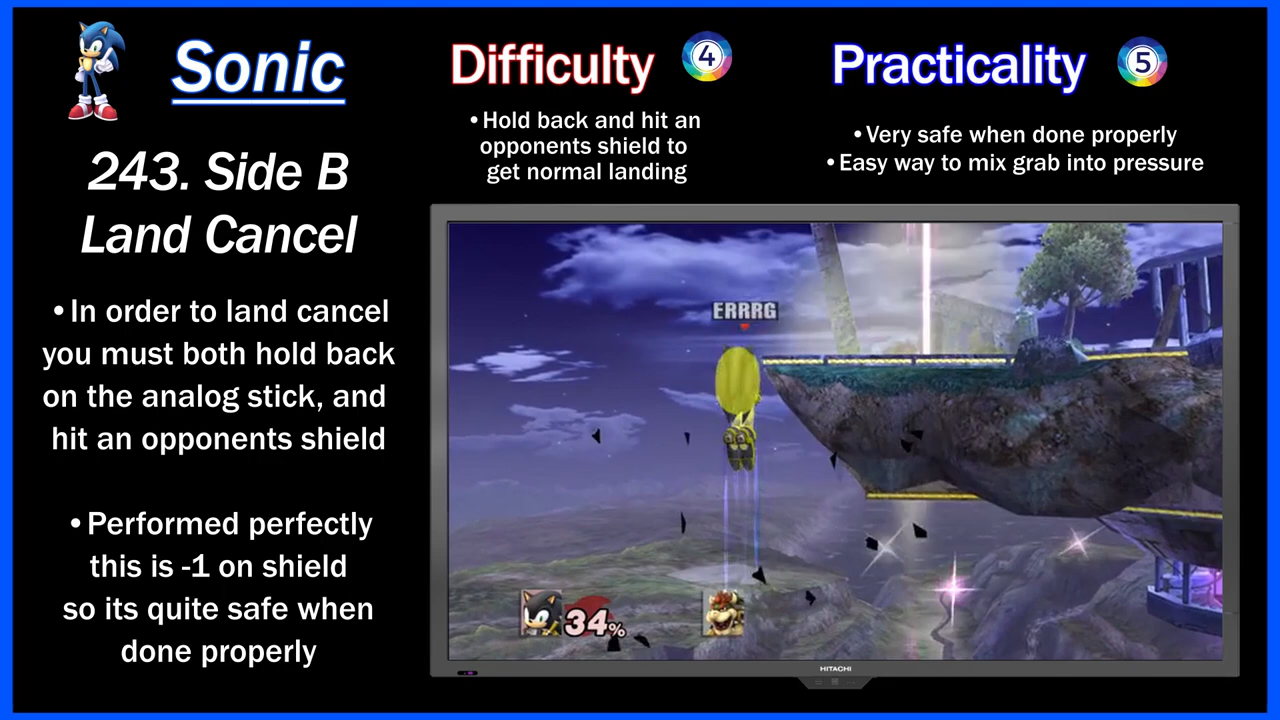 Sonic
243. Side B
Land Cancel
•In order to land cancel
you must both hold back
on the analog stick, and
hit an opponents shield
•Performed perfectly
this is -1 on shield
so its quite safe when
done properly
Difficulty 4
•Hold back and hit an
opponents shield to
get normal landing
Practicality 5
•Very safe when done properly
•Easy way to mix grab into pressure
ERRRG
34%
HITACHI